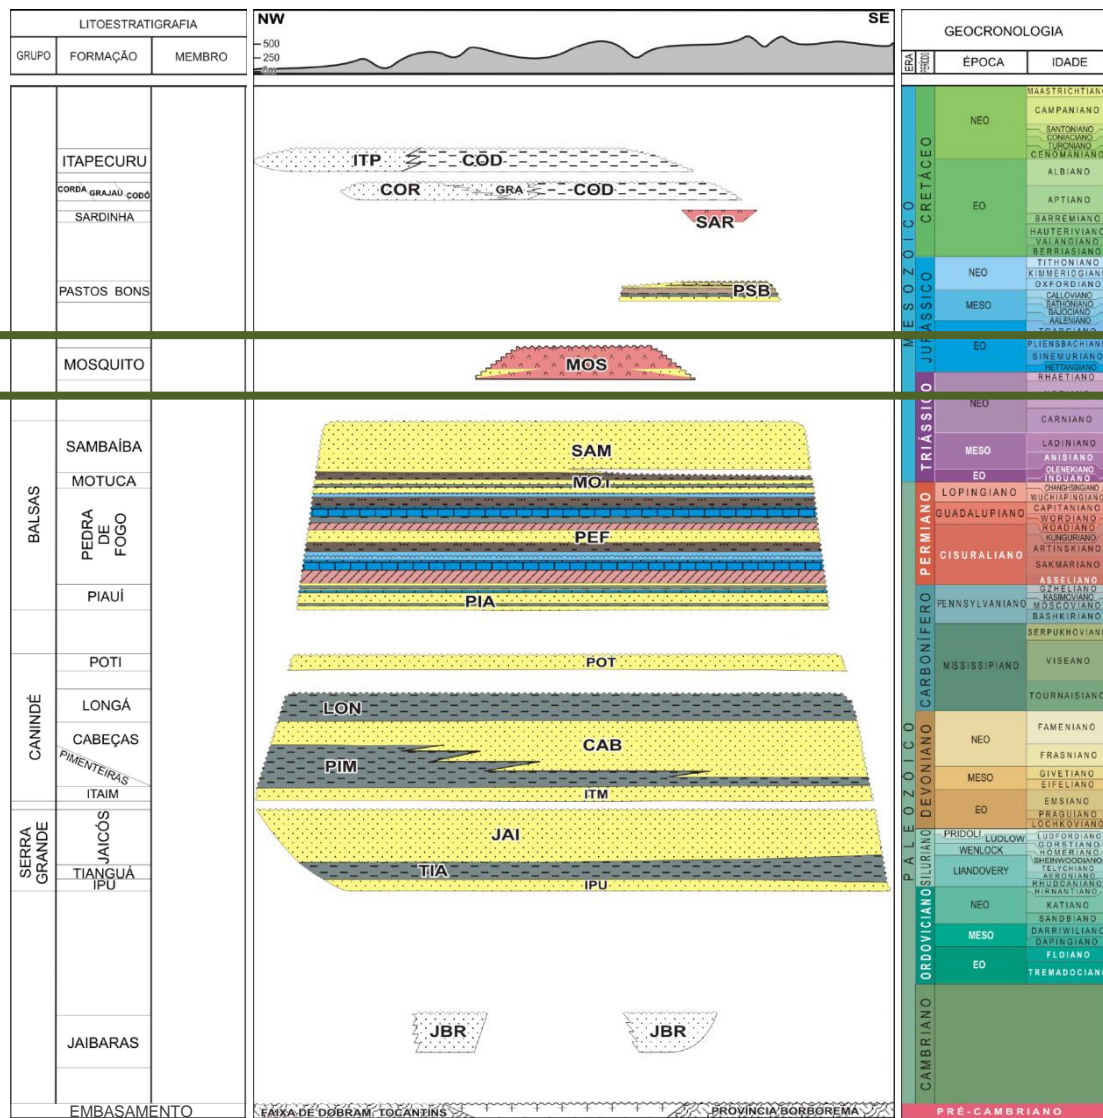 LITOESTRATIGRAFIA
GRUPO FORMAÇÃO MEMBRO
ITAPECURU
CORDA GRAJAÚ CODÓ
SARDINHA
PASTOS BONS
MOSQUITO
BALSAS
SAMBAÍBA
MOTUCA
PEDRA
DE
FOGO
PIAUÍ
CANINDÉ
POTI
LONGÁ
CABEÇAS
PIMENTEIRAS
ITAIM
SERRA
GRANDE
JAICÓS
TIANGUÁ
IPU
JAIBARAS
EMBASAMENTO
NW SE
500
250
0m
ITP COD
COR GRA COD
SAR
PSB
MOS
SAM
MOT
PEF
PIA
POT
LON
CAB
PIM
ITM
JAI
TIA
IPU
JBR JBR
FAIXA DE DOBRAM. TOCANTINS PROVÍNCIA BORBOREMA
GEOCRONOLOGIA
ERA PERÍODO ÉPOCA IDADE
MESOZOICO
PALEOZÓICO
CRETÁCEO
NEO
MAASTRICHTIANO
CAMPANIANO
SANTONIANO
CONIACIANO
TURONIANO
CENOMANIANO
EO
ALBIANO
APTIANO
BARREMIANO
HAUTERIVIANO
VALANGIANO
BERRIASIANO
JURÁSSICO
NEO
TITHONIANO
KIMMERIDGIANO
OXFORDIANO
MESO
CALLOVIANO
BATHONIANO
BAJOCIANO
AALENIANO
EO
PLIENSBACHIANO
SINEMURIANO
HETTANGIANO
TRIÁSSICO
NEO
RHAETIANO
CARNIANO
MESO
LADINIANO
ANISIANO
EO
OLENEKIANO
INDUANO
PERMIANO
LOPINGIANO
CHANGHSINGIANO
WUCHIAPINGIANO
GUADALUPIANO
CAPITANIANO
WORDIANO
ROADIANO
CISURALIANO
KUNGURIANO
ARTINSKIANO
SAKMARIANO
ASSELIANO
CARBONÍFERO
PENNSYLVANIANO
GZHELIANO
KASIMOVIANO
MOSCOVIANO
BASHKIRIANO
MISSISSIPIANO
SERPUKHOVIANO
VISEANO
TOURNAISIANO
DEVONIANO
NEO
FAMENIANO
FRASNIANO
MESO
GIVETIANO
EIFELIANO
EO
EMSIANO
PRAGUIANO
LOCHKOVIANO
SILURIANO
PRIDOLI
LUDLOW
LUDFORDIANO
GORSTIANO
WENLOCK
HOMERIANO
SHEINWOODIANO
LIANDOVERY
TELYCHIANO
AERONIANO
RHUDDANIANO
ORDOVICIANO
NEO
HIRNANTIANO
KATIANO
SANDBIANO
MESO
DARRIWILIANO
DAPINGIANO
EO
FLOIANO
TREMADOCIANO
CAMBRIANO
PRÉ-CAMBRIANO